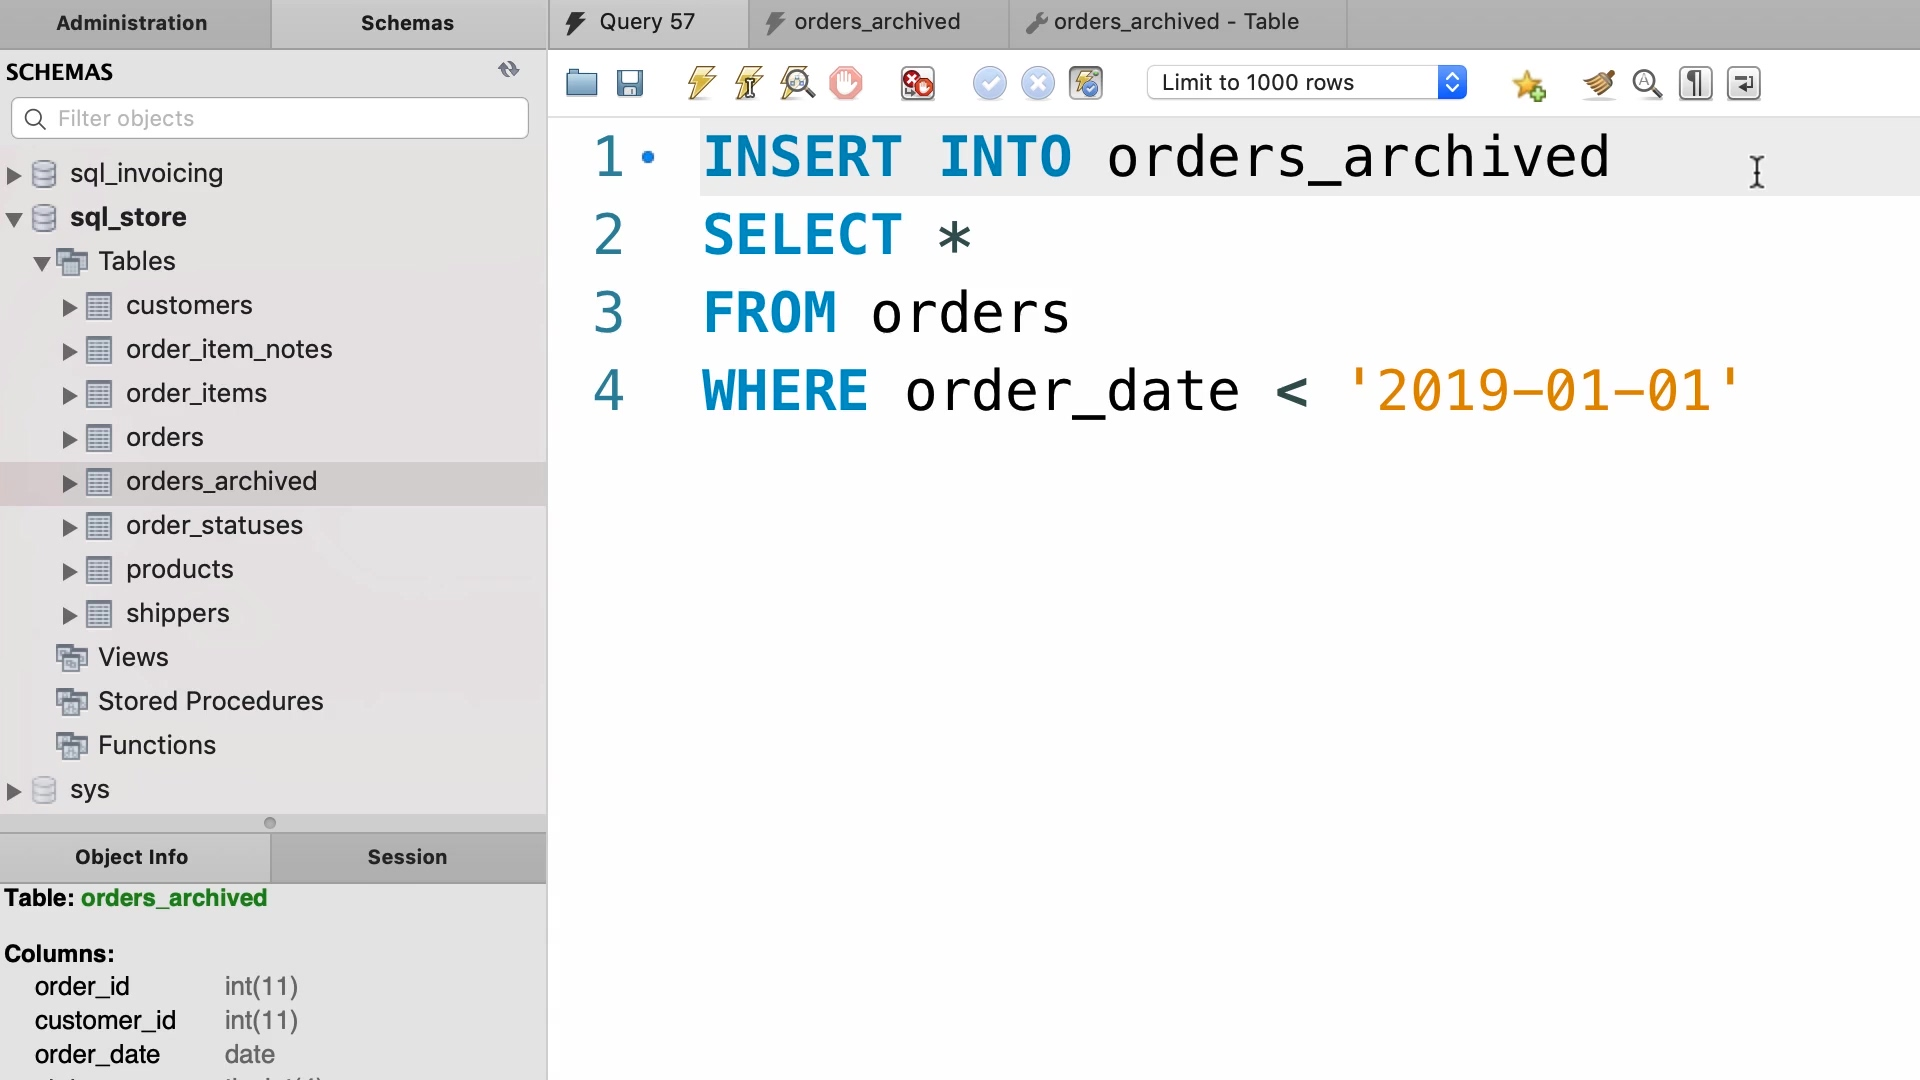 Administration
Schemas
Query 57
orders_archived
orders_archived - Table
SCHEMAS
Limit to 1000 rows
Filter objects
sql_invoicing
sql_store
Tables
customers
order_item_notes
order_items
orders
orders_archived
order_statuses
products
shippers
Views
Stored Procedures
Functions
sys
1 INSERT INTO orders_archived
2 SELECT *
3 FROM orders
4 WHERE order_date < '2019-01-01'
Object Info
Session
Table: orders_archived
Columns:
order_id int(11)
customer_id int(11)
order_date date